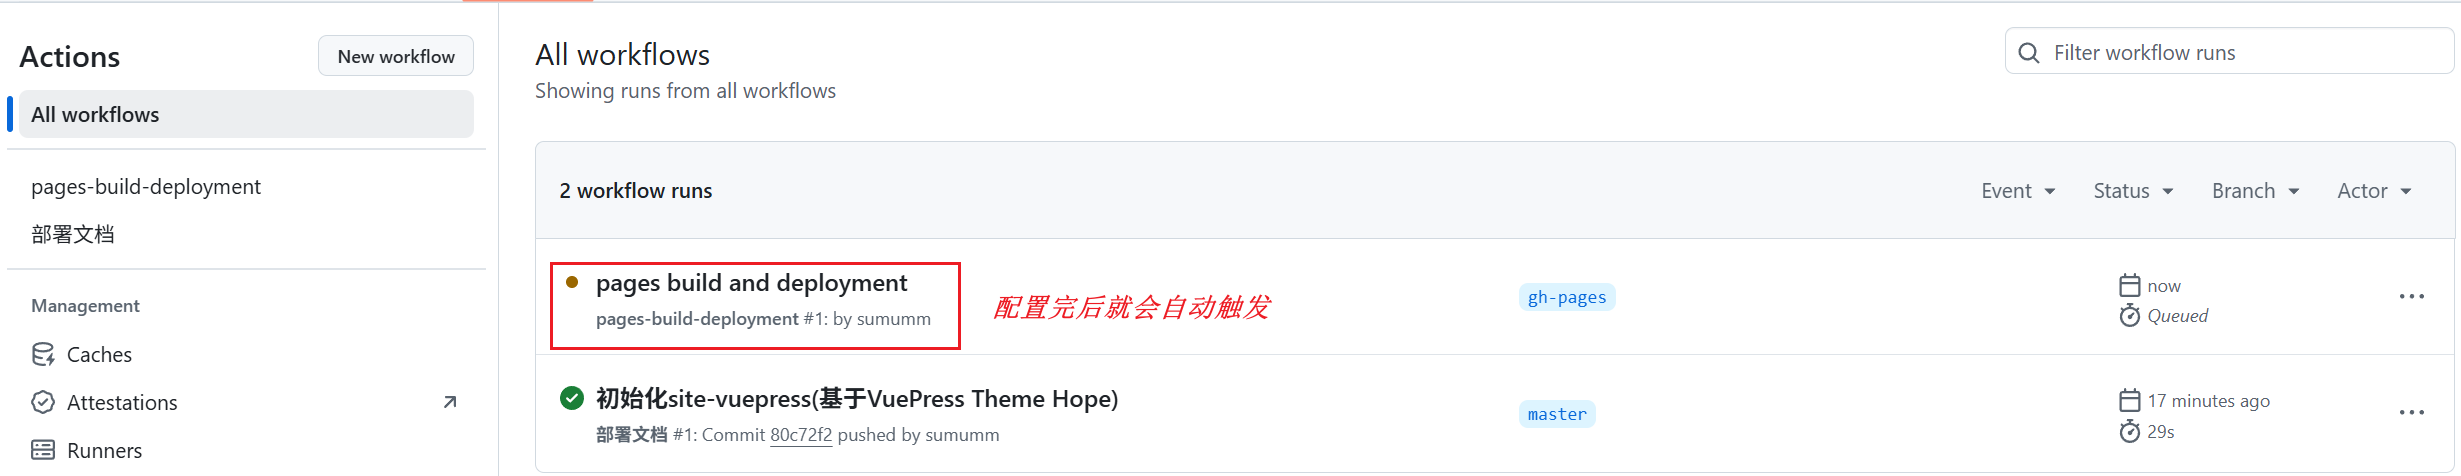 Actions
New workflow
All workflows
pages-build-deployment
部署文档
Management
Caches
Attestations
Runners
All workflows
Showing runs from all workflows
Filter workflow runs
2 workflow runs
Event
Status
Branch
Actor
pages build and deployment
pages-build-deployment #1: by sumumm
配置完后就会自动触发
gh-pages
now
Queued
初始化site-vuepress(基于VuePress Theme Hope)
部署文档 #1: Commit 80c72f2 pushed by sumumm
master
17 minutes ago
29s